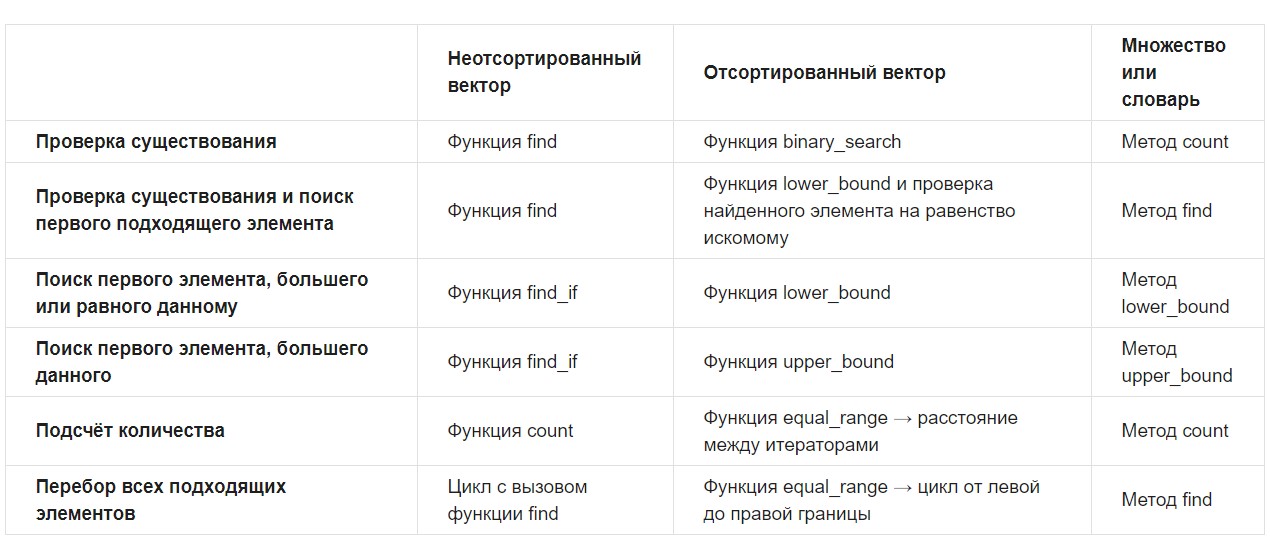 Неотсортированный
вектор
Отсортированный вектор
Множество
или
словарь
Проверка существования
Функция find
Функция binary_search
Метод count
Проверка существования и поиск
первого подходящего элемента
Функция find
Функция lower_bound и проверка
найденного элемента на равенство
искомому
Метод find
Поиск первого элемента, большего
или равного данному
Функция find_if
Функция lower_bound
Метод
lower_bound
Поиск первого элемента, большего
данного
Функция find_if
Функция upper_bound
Метод
upper_bound
Подсчёт количества
Функция count
Функция equal_range → расстояние
между итераторами
Метод count
Перебор всех подходящих
элементов
Цикл с вызовом
функции find
Функция equal_range → цикл от левой
до правой границы
Метод find